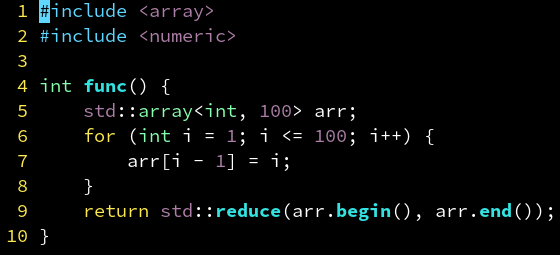 1 #include <array>
2 #include <numeric>
3
4 int func() {
5     std::array<int, 100> arr;
6     for (int i = 1; i <= 100; i++) {
7         arr[i - 1] = i;
8     }
9     return std::reduce(arr.begin(), arr.end());
10 }